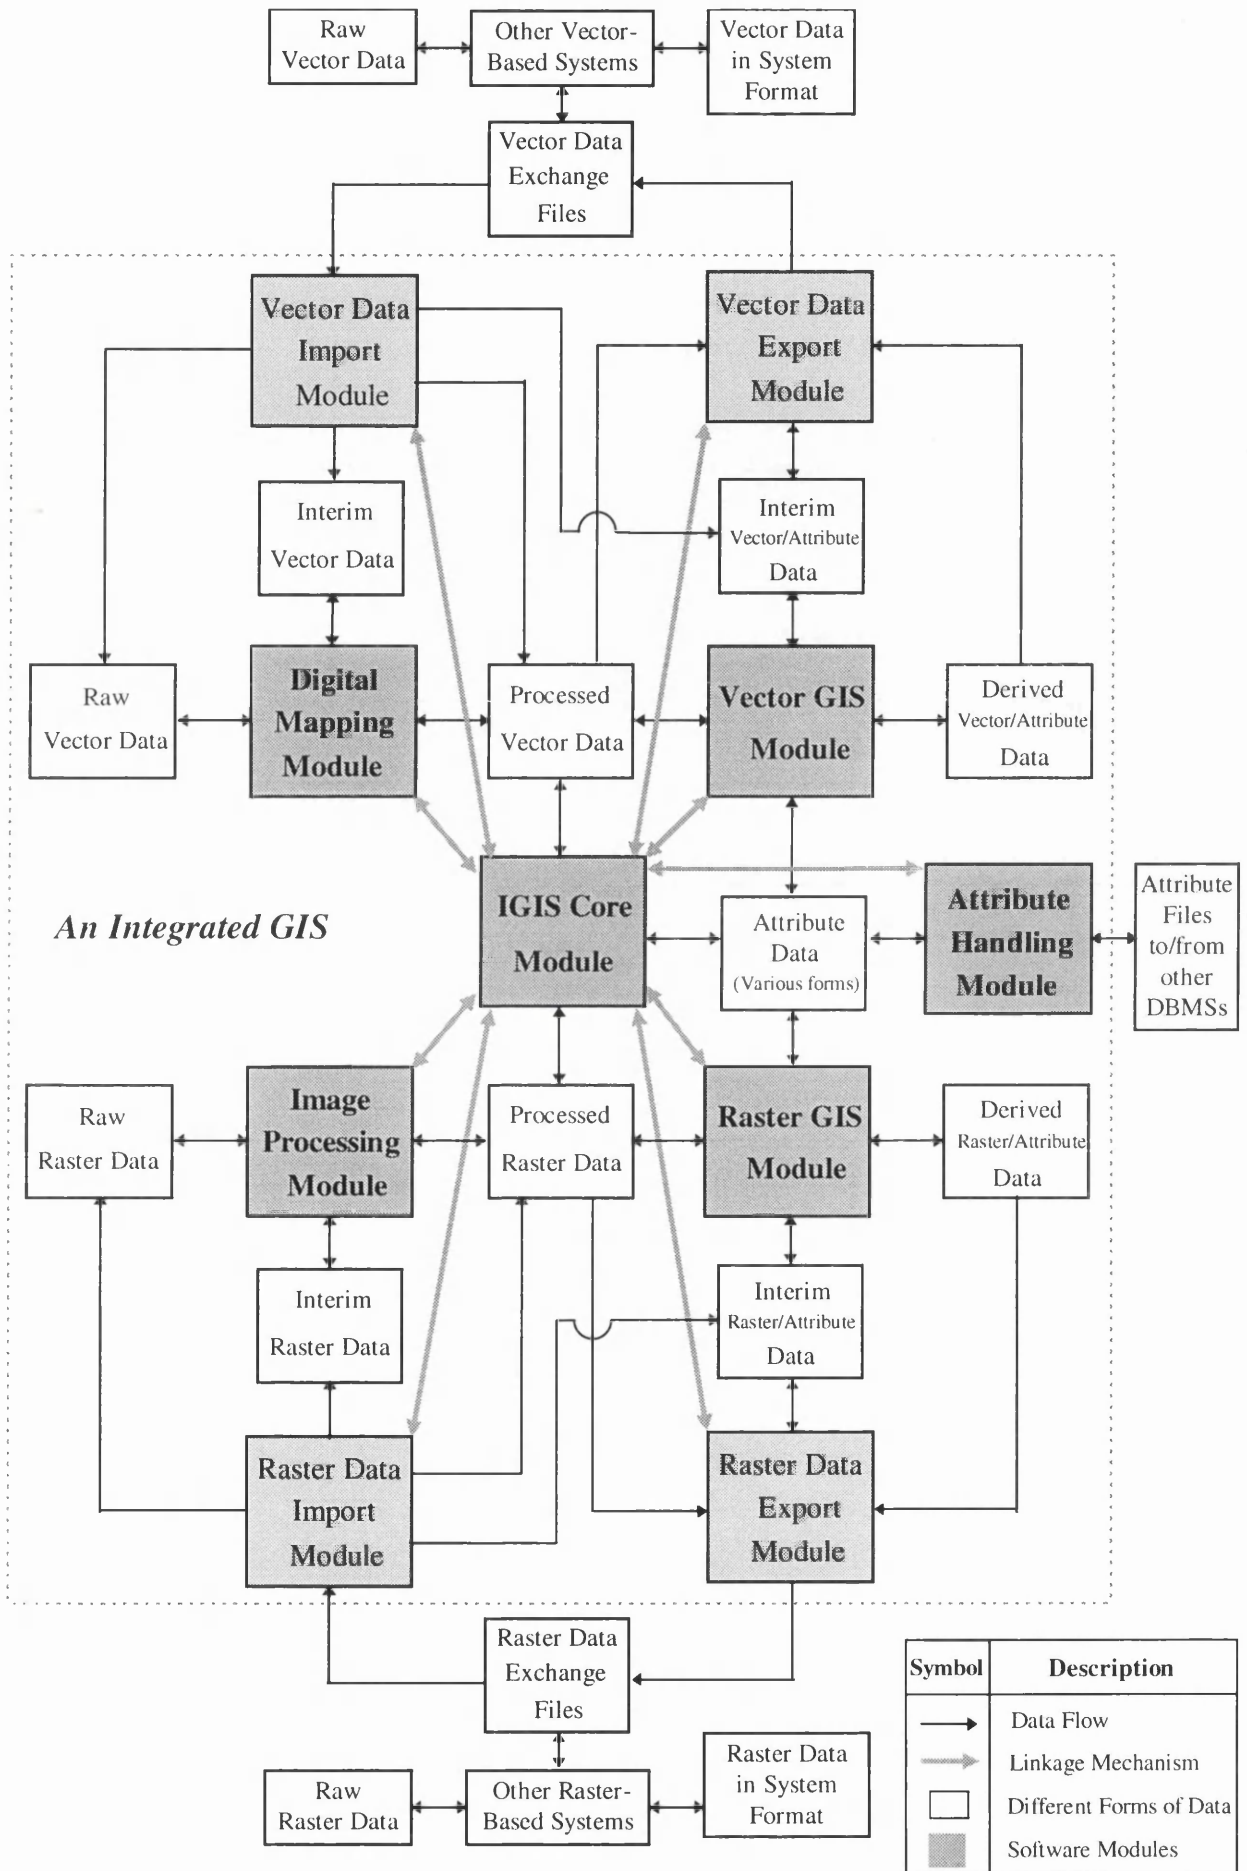 Raw
Vector Data
Other Vector-
Based Systems
Vector Data
in System
Format
Vector Data
Exchange
Files
Vector Data
Import
Module
Vector Data
Export
Module
Interim
Vector Data
Interim
Vector/Attribute
Data
Raw
Vector Data
Digital
Mapping
Module
Processed
Vector Data
Vector GIS
Module
Derived
Vector/Attribute
Data
An Integrated GIS
IGIS Core
Module
Attribute
Data
(Various forms)
Attribute
Handling
Module
Attribute
Files
to/from
other
DBMSs
Raw
Raster Data
Image
Processing
Module
Processed
Raster Data
Raster GIS
Module
Derived
Raster/Attribute
Data
Interim
Raster Data
Interim
Raster/Attribute
Data
Raster Data
Import
Module
Raster Data
Export
Module
Raster Data
Exchange
Files
Raw
Raster Data
Other Raster-
Based Systems
Raster Data
in System
Format
Symbol Description
Data Flow
Linkage Mechanism
Different Forms of Data
Software Modules